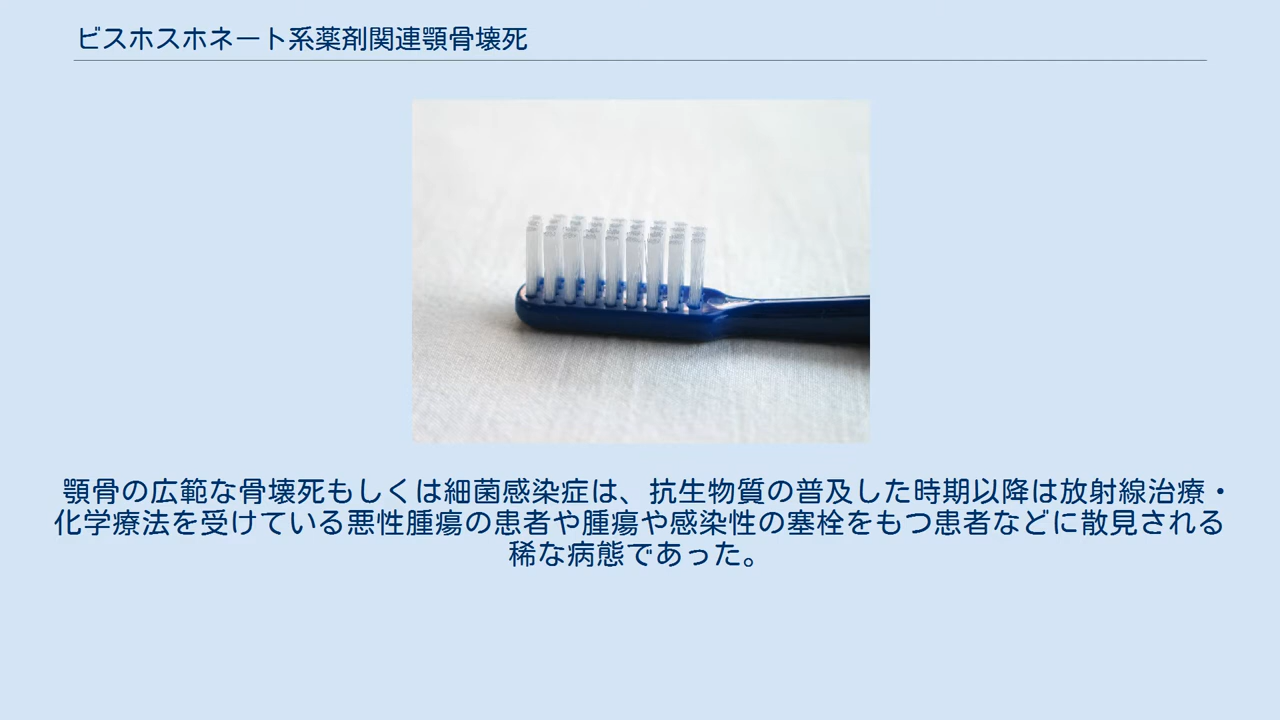 ビスホスホネート系薬剤関連顎骨壊死
顎骨の広範な骨壊死もしくは細菌感染症は、抗生物質の普及した時期以降は放射線治療・
化学療法を受けている悪性腫瘍の患者や腫瘍や感染性の塞栓をもつ患者などに散見される
稀な病態であった。